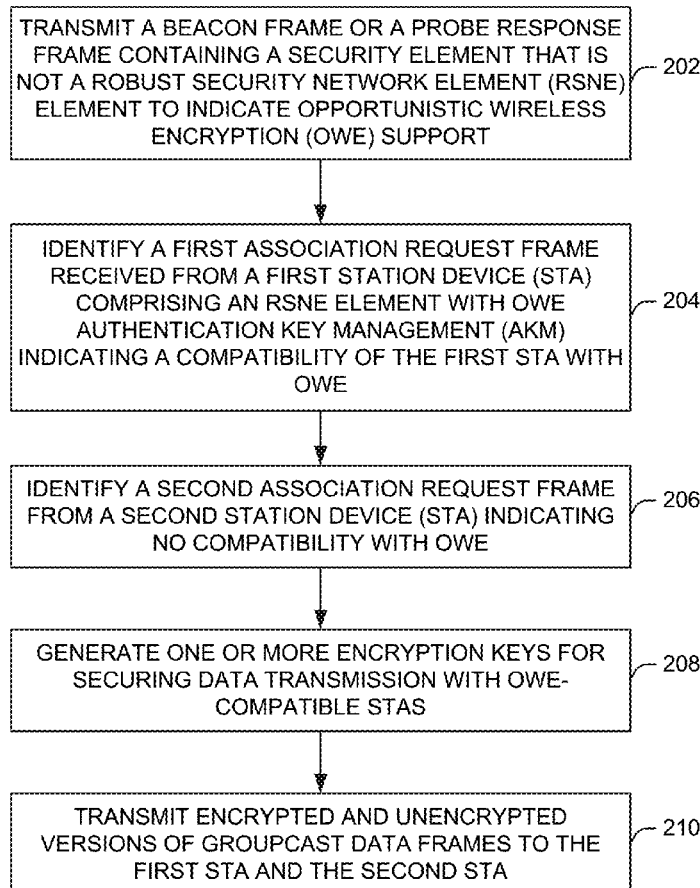 TRANSMIT A BEACON FRAME OR A PROBE RESPONSE
FRAME CONTAINING A SECURITY ELEMENT THAT IS
NOT A ROBUST SECURITY NETWORK ELEMENT (RSNE)
ELEMENT TO INDICATE OPPORTUNISTIC WIRELESS
ENCRYPTION (OWE) SUPPORT
202
IDENTIFY A FIRST ASSOCIATION REQUEST FRAME
RECEIVED FROM A FIRST STATION DEVICE (STA)
COMPRISING AN RSNE ELEMENT WITH OWE
AUTHENTICATION KEY MANAGEMENT (AKM)
INDICATING A COMPATIBILITY OF THE FIRST STA WITH
OWE
204
IDENTIFY A SECOND ASSOCIATION REQUEST FRAME
FROM A SECOND STATION DEVICE (STA) INDICATING
NO COMPATIBILITY WITH OWE
206
GENERATE ONE OR MORE ENCRYPTION KEYS FOR
SECURING DATA TRANSMISSION WITH OWE-
COMPATIBLE STAS
208
TRANSMIT ENCRYPTED AND UNENCRYPTED
VERSIONS OF GROUPCAST DATA FRAMES TO THE
FIRST STA AND THE SECOND STA
210